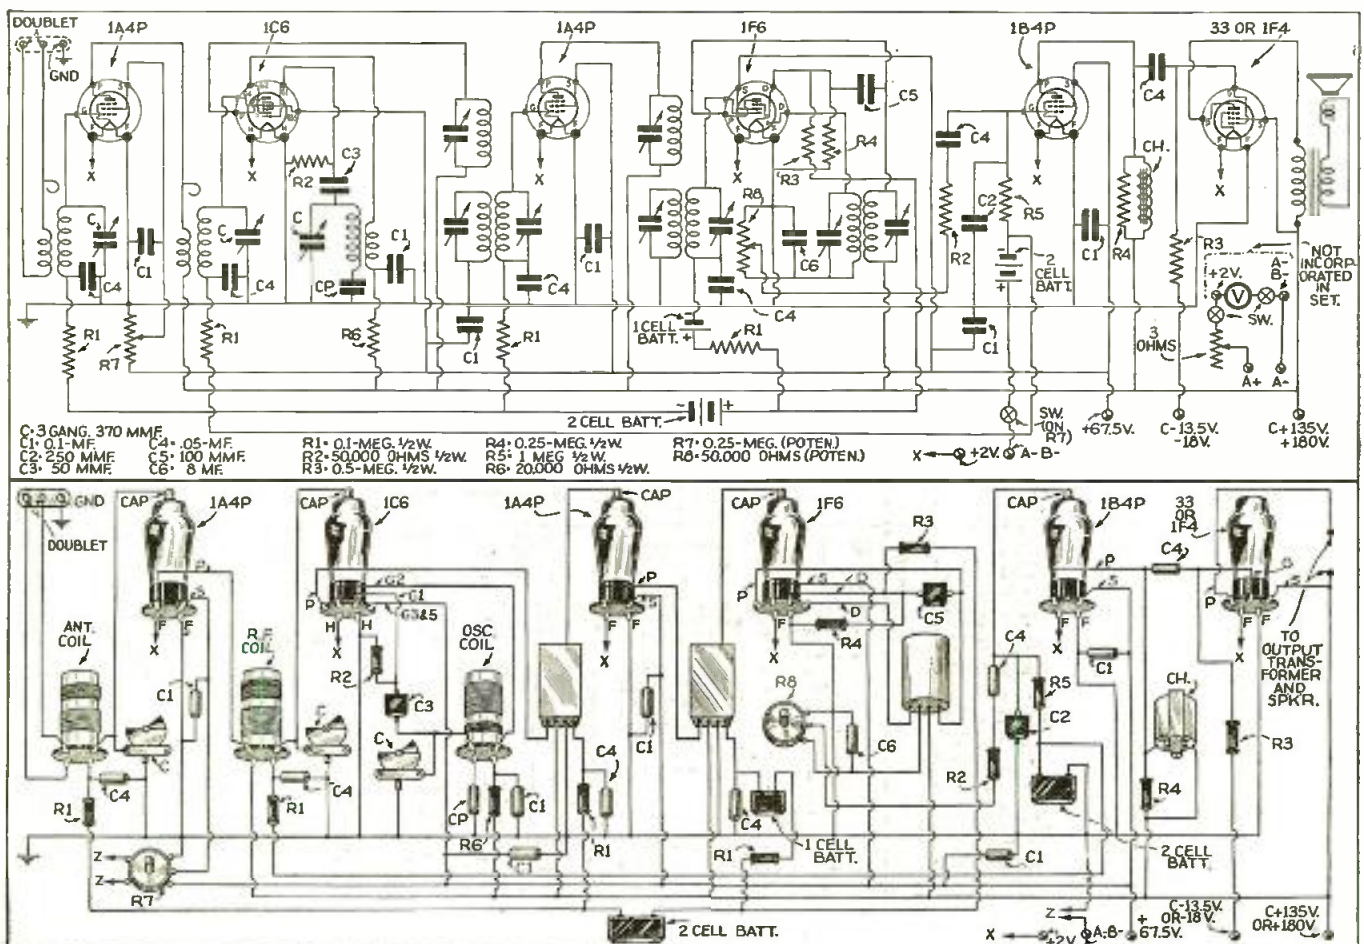 DOUBLET
GND
1A4P
1C6
1A4P
1F6
1B4P
33 OR 1F4
X
X
X
X
X
R2
C3
C5
R4
R3
C4
C4
CH.
C
C1
C4
C
C4
C
C1
CP
C4
C1
R8
C6
C4
C2
R5
R2
2 CELL BATT.
C1
R4
R3
NOT INCORPORATED IN SET.
A-
B-
+2V.
V
SW.
3 OHMS
A+
A-
R1
R7
R1
R6
C1
R1
1 CELL BATT.
R1
C1
2 CELL BATT.
SW. (ON R7)
+67.5V.
C-13.5V.
-18V.
C+135V.
+180V.
X
+2V.
A-B-
C= 3 GANG. 370 MMF.
C1= 0.1-MF.
C2= 250 MMF.
C3= 50 MMF.
C4= .05-MF.
C5= 100 MMF.
C6= 8 MF.
R1= 0.1-MEG. 1/2W.
R2= 50,000 OHMS 1/2W.
R3= 0.5-MEG. 1/2W.
R4= 0.25-MEG. 1/2W.
R5= 1 MEG 1/2W.
R6= 20,000 OHMS 1/2W.
R7= 0.25-MEG. (POTEN.)
R8= 50,000 OHMS (POTEN.)
GND
DOUBLET
CAP
1A4P
CAP
1C6
1A4P
CAP
CAP
1F6
CAP
1B4P
33
OR
1F4
P
S
F
F
G2
G1
G3&5
P
H
H
X
X
P
S
F
F
X
P
S
D
D
F
F
X
R3
C5
R4
P
S
F
F
X
C4
P
G
S
F
F
X
TO OUTPUT TRANSFORMER AND SPKR.
ANT. COIL
R.F. COIL
OSC COIL
C1
R2
C3
C
C
C
C1
C4
R8
C6
C4
R5
C2
R2
C1
CH.
R3
R4
C4
R1
C4
R1
CP
R6
C1
C1
R1
C4
1 CELL BATT.
R1
C1
2 CELL BATT.
Z
Z
R7
2 CELL BATT.
X
+2V
Z
A-B-
+
67.5V.
C-13.5V.
OR-18V.
C+135V.
OR+180V.